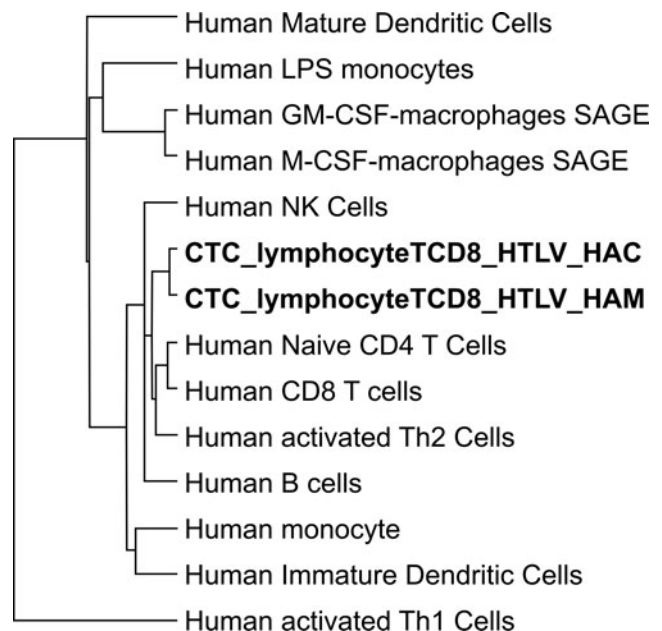 Human Mature Dendritic Cells
Human LPS monocytes
Human GM-CSF-macrophages SAGE
Human M-CSF-macrophages SAGE
Human NK Cells
CTC_lymphocyteTCD8_HTLV_HAC
CTC_lymphocyteTCD8_HTLV_HAM
Human Naive CD4 T Cells
Human CD8 T cells
Human activated Th2 Cells
Human B cells
Human monocyte
Human Immature Dendritic Cells
Human activated Th1 Cells